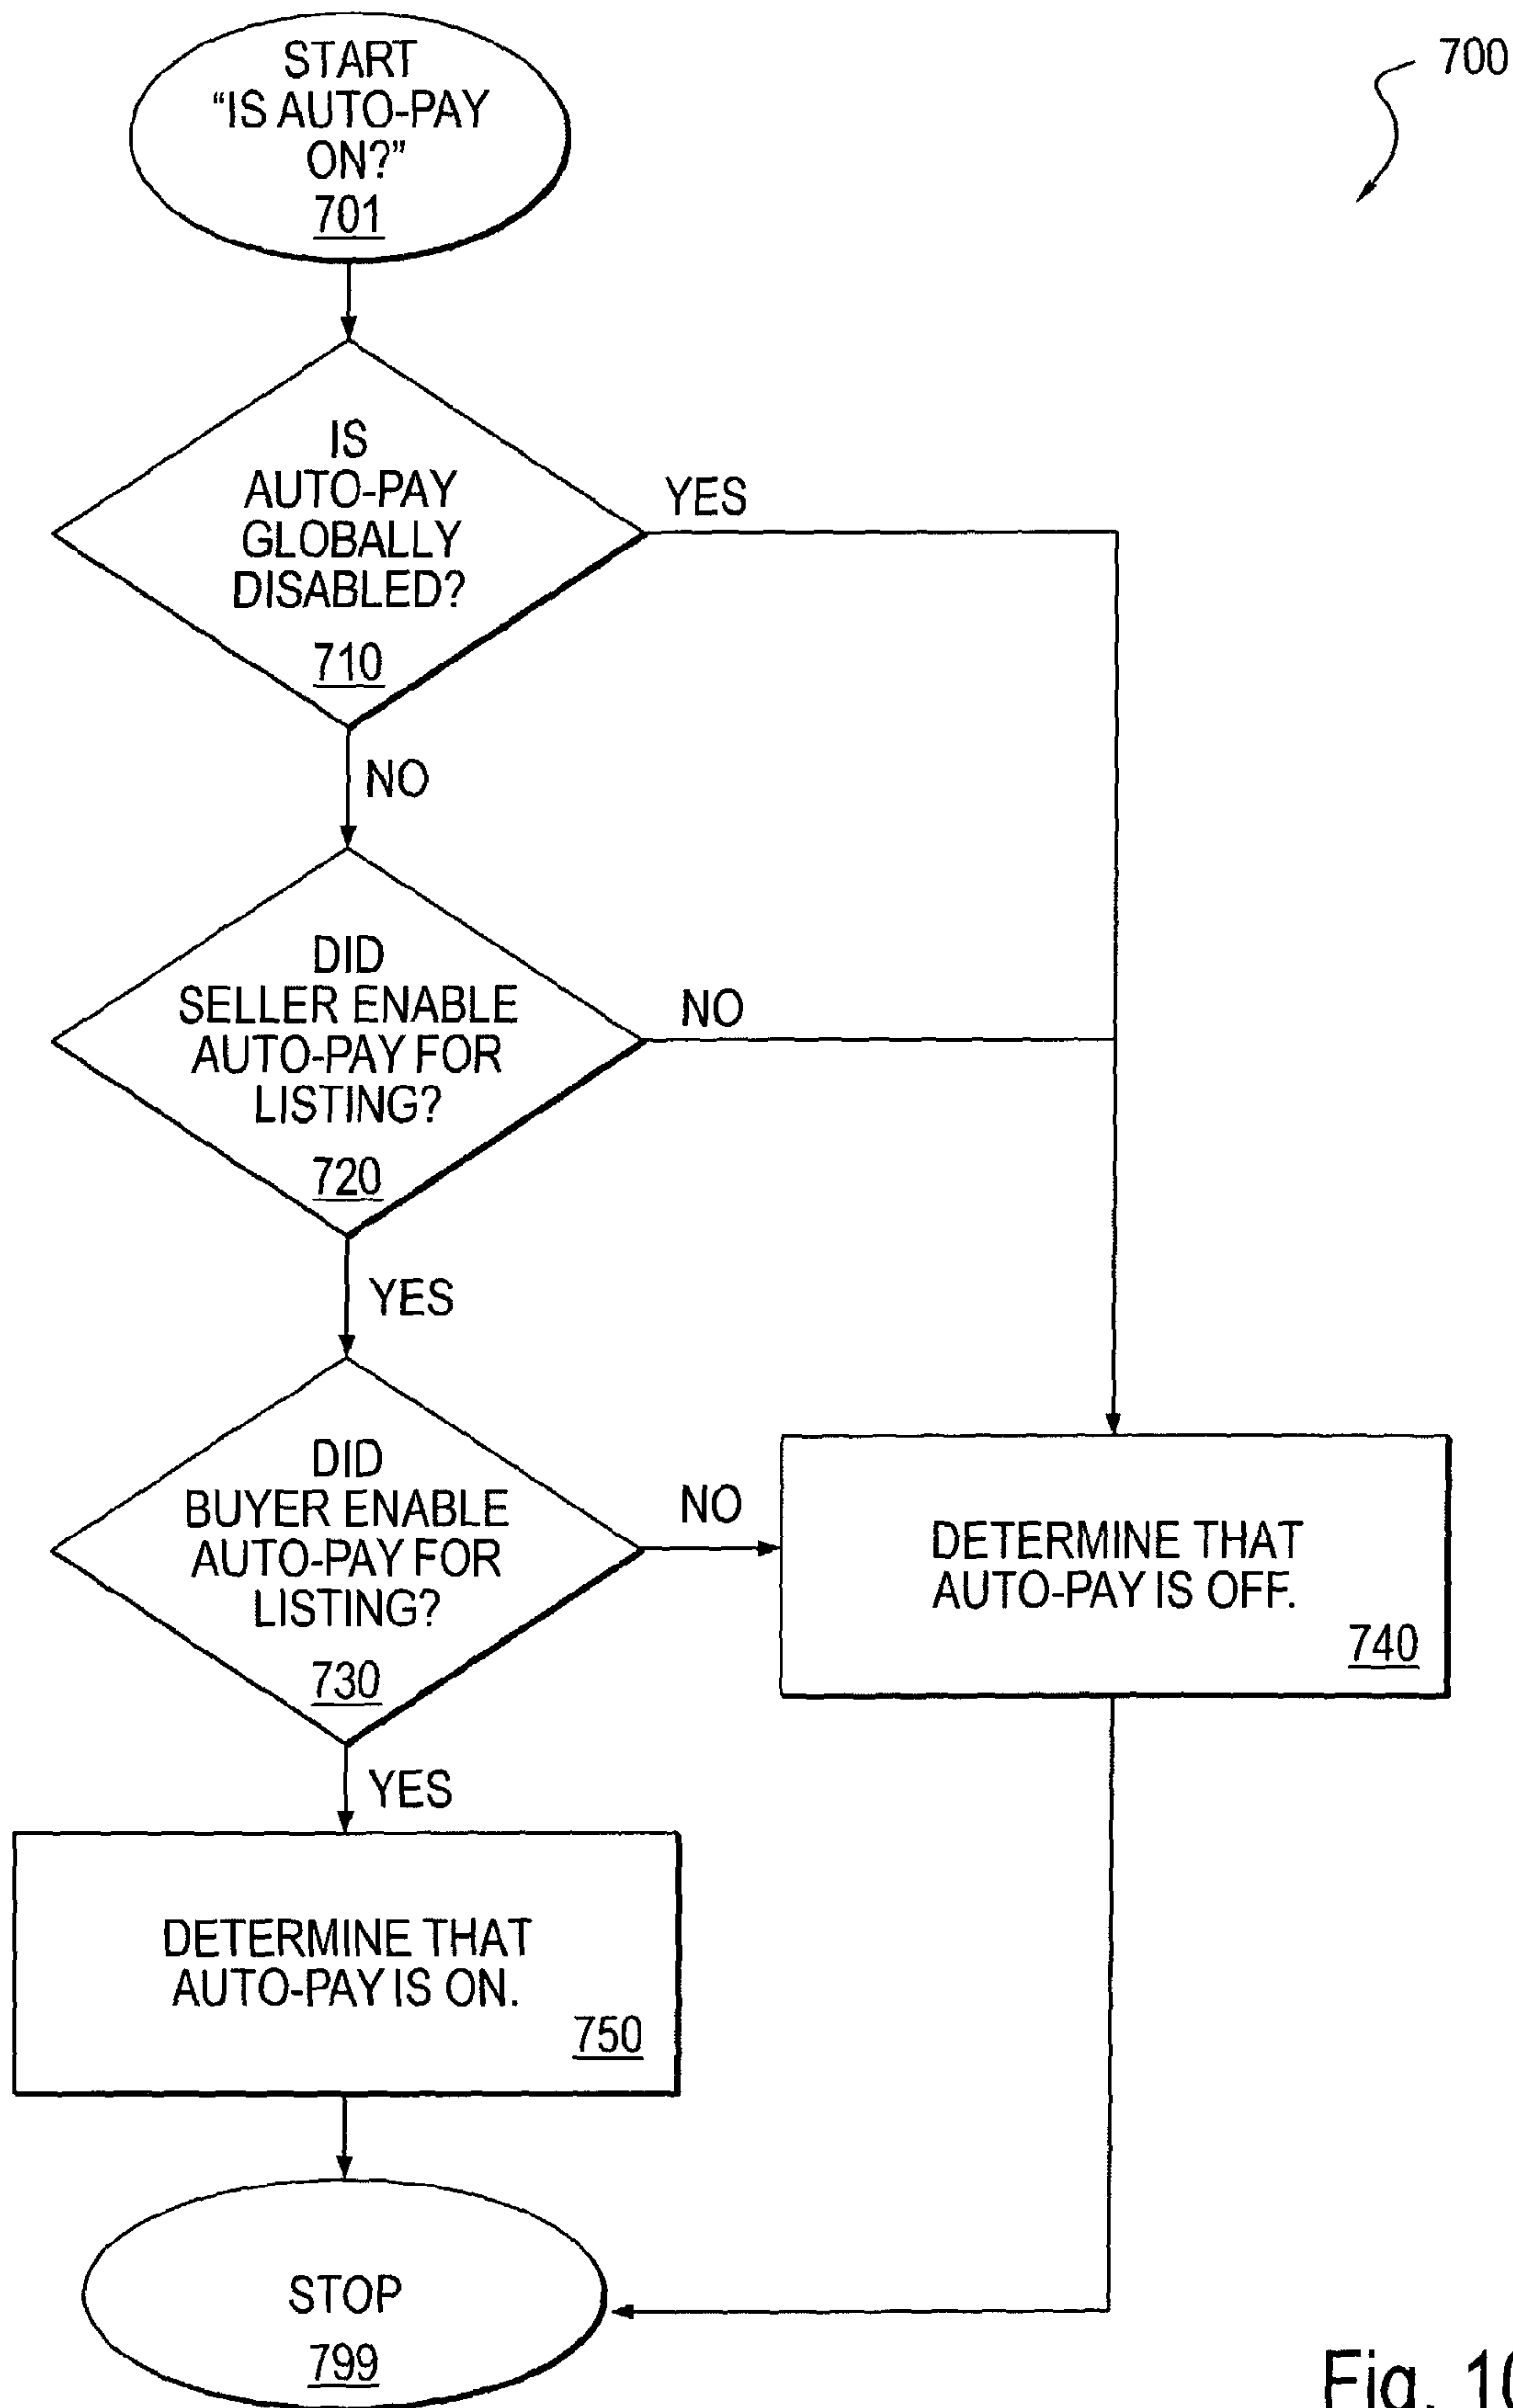 START
“IS AUTO-PAY
ON?”
701
700
IS
AUTO-PAY
GLOBALLY
DISABLED?
710
YES
NO
DID
SELLER ENABLE
AUTO-PAY FOR
LISTING?
720
NO
YES
DID
BUYER ENABLE
AUTO-PAY FOR
LISTING?
730
NO
YES
DETERMINE THAT
AUTO-PAY IS OFF.
740
DETERMINE THAT
AUTO-PAY IS ON.
750
STOP
799
Fig. 10